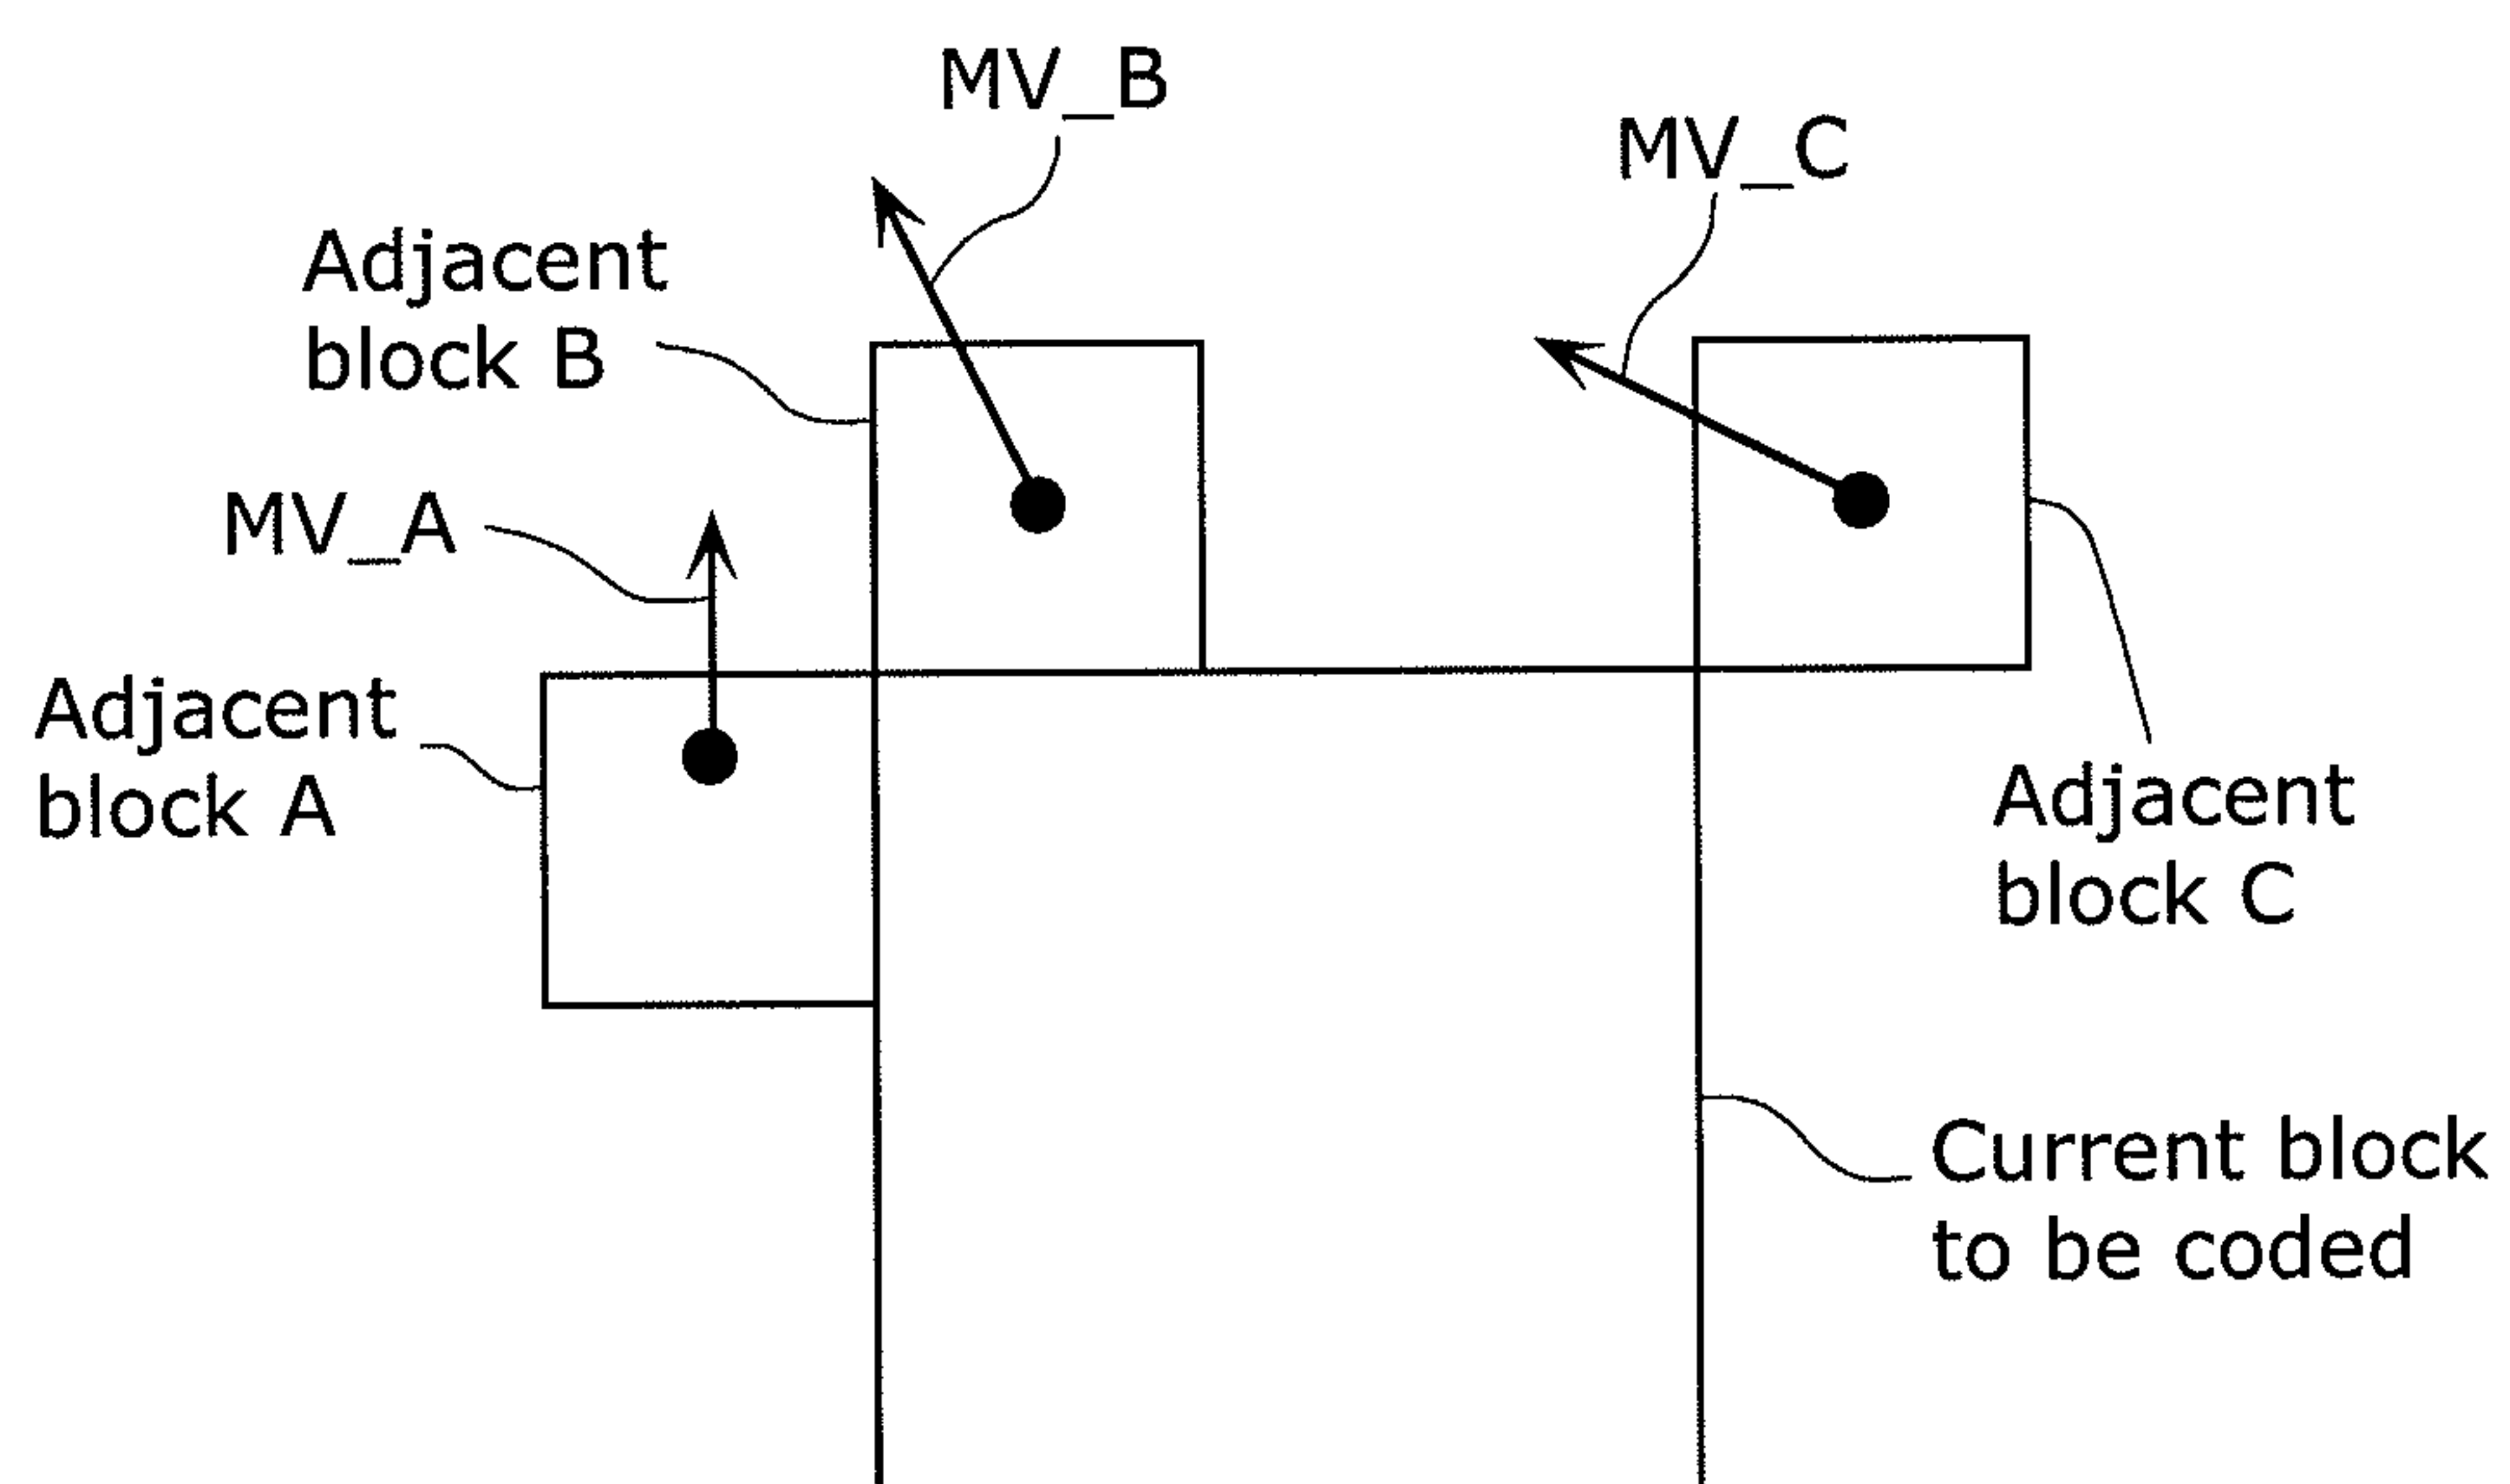 MV_B
MV_C
Adjacent
block B
MV_A
Adjacent
block A
Adjacent
block C
Current block
to be coded